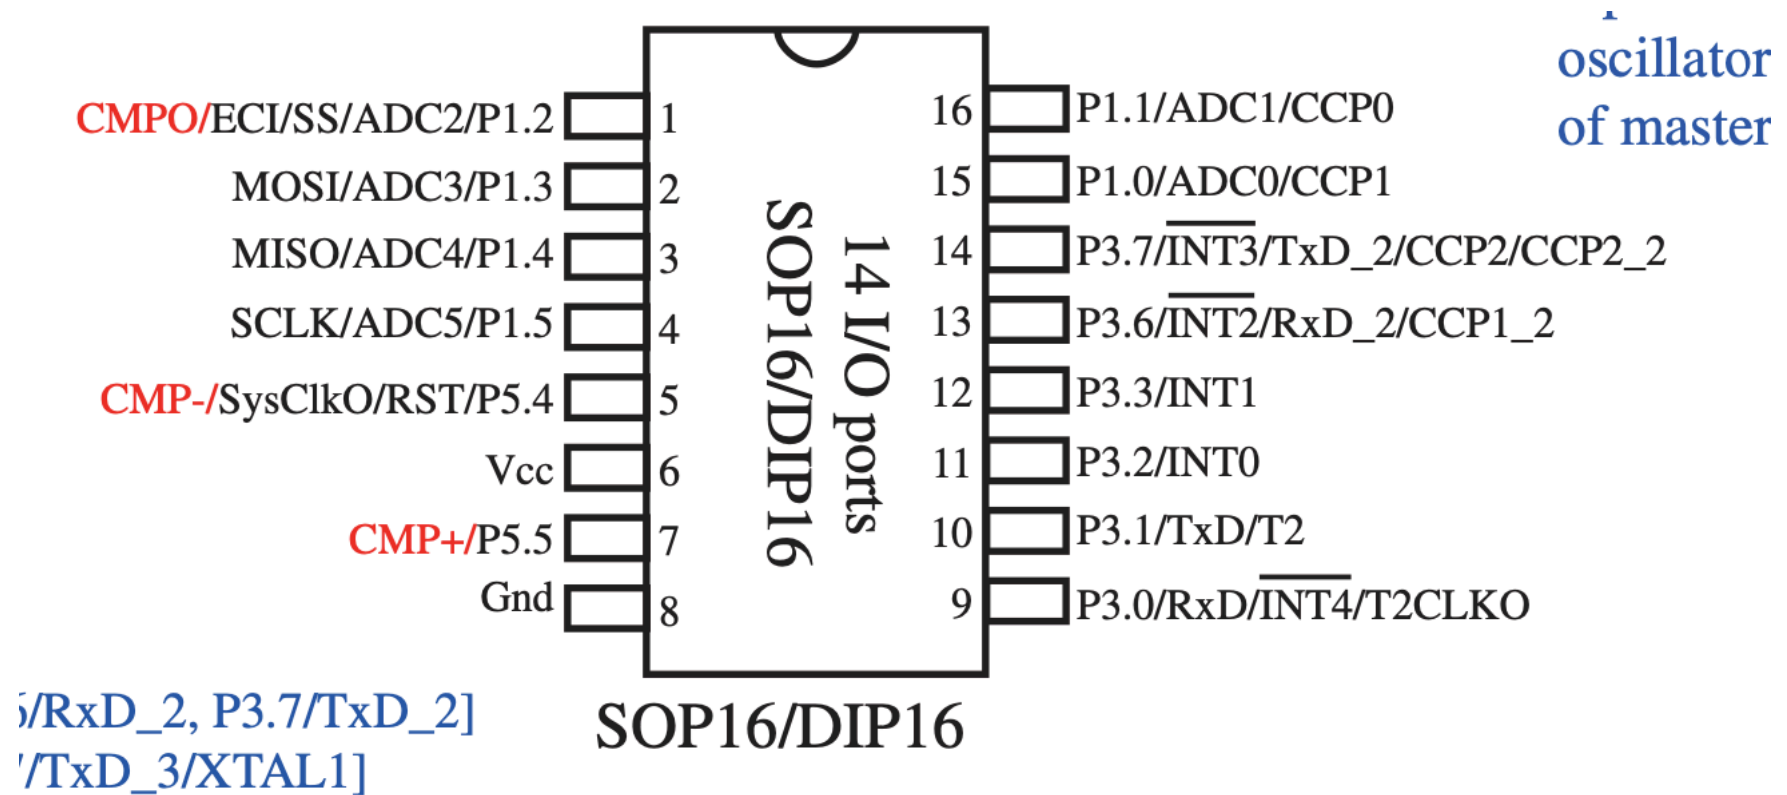 oscillator
of master
CMPO/ECI/SS/ADC2/P1.2 1
MOSI/ADC3/P1.3 2
MISO/ADC4/P1.4 3
SCLK/ADC5/P1.5 4
CMP-/SysClkO/RST/P5.4 5
Vcc 6
CMP+/P5.5 7
Gnd 8
14 I/O ports
SOP16/DIP16
16 P1.1/ADC1/CCP0
15 P1.0/ADC0/CCP1
14 P3.7/INT3/TxD_2/CCP2/CCP2_2
13 P3.6/INT2/RxD_2/CCP1_2
12 P3.3/INT1
11 P3.2/INT0
10 P3.1/TxD/T2
9 P3.0/RxD/INT4/T2CLKO
/RxD_2, P3.7/TxD_2]
/TxD_3/XTAL1]
SOP16/DIP16